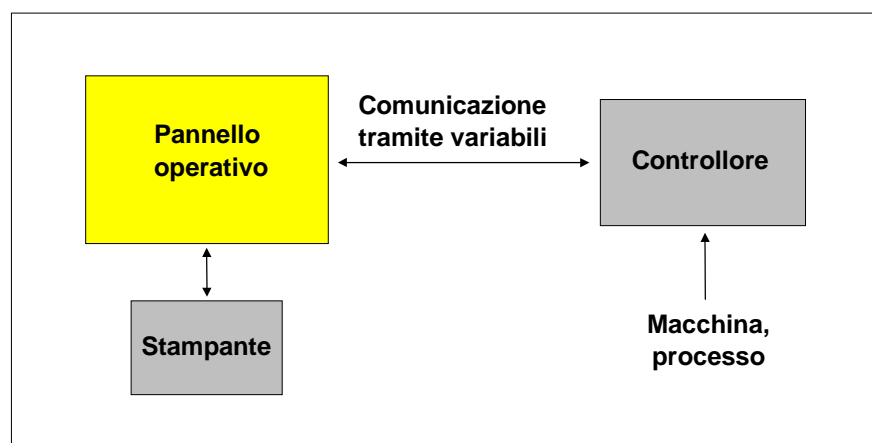 Pannello
operativo
Comunicazione
tramite variabili
Controllore
Stampante
Macchina,
processo